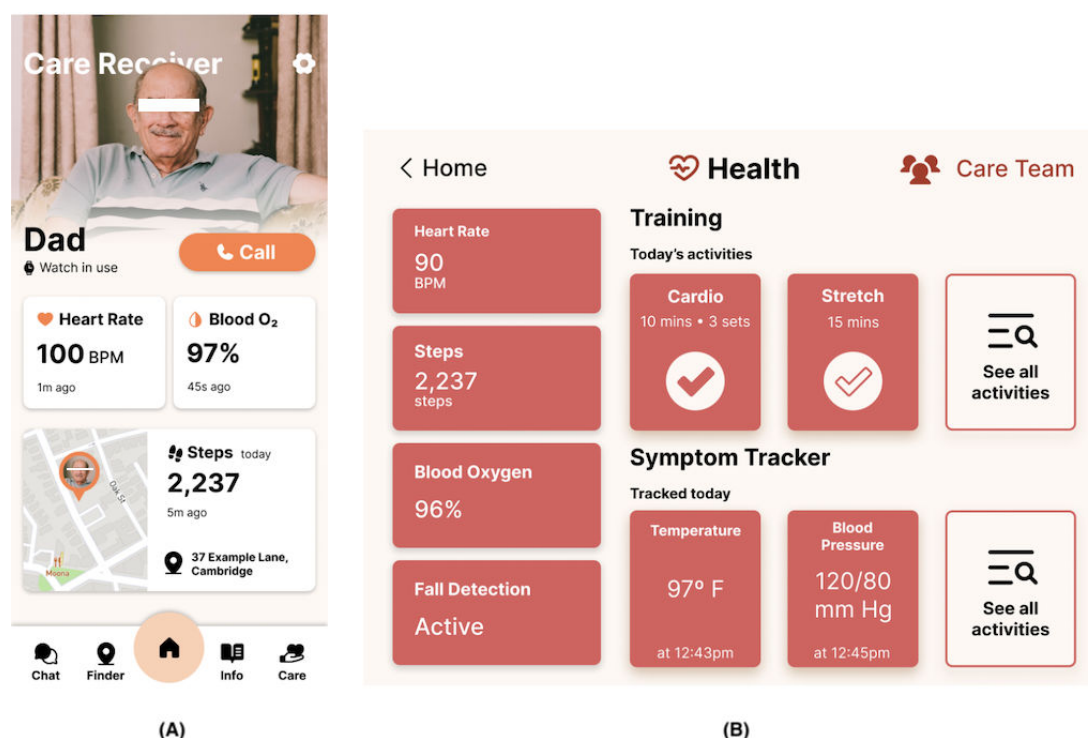 Care Receiver
Dad
Watch in use
Call
Heart Rate
100 BPM
1m ago
Blood O₂
97%
45s ago
Oak St
Moona
Steps today
2,237
5m ago
37 Example Lane,
Cambridge
Chat
Finder
Info
Care
(A)
< Home
Health
Care Team
Heart Rate
90
BPM
Steps
2,237
steps
Blood Oxygen
96%
Fall Detection
Active
Training
Today's activities
Cardio
10 mins • 3 sets
Stretch
15 mins
See all
activities
Symptom Tracker
Tracked today
Temperature
97º F
at 12:43pm
Blood
Pressure
120/80
mm Hg
at 12:45pm
See all
activities
(B)